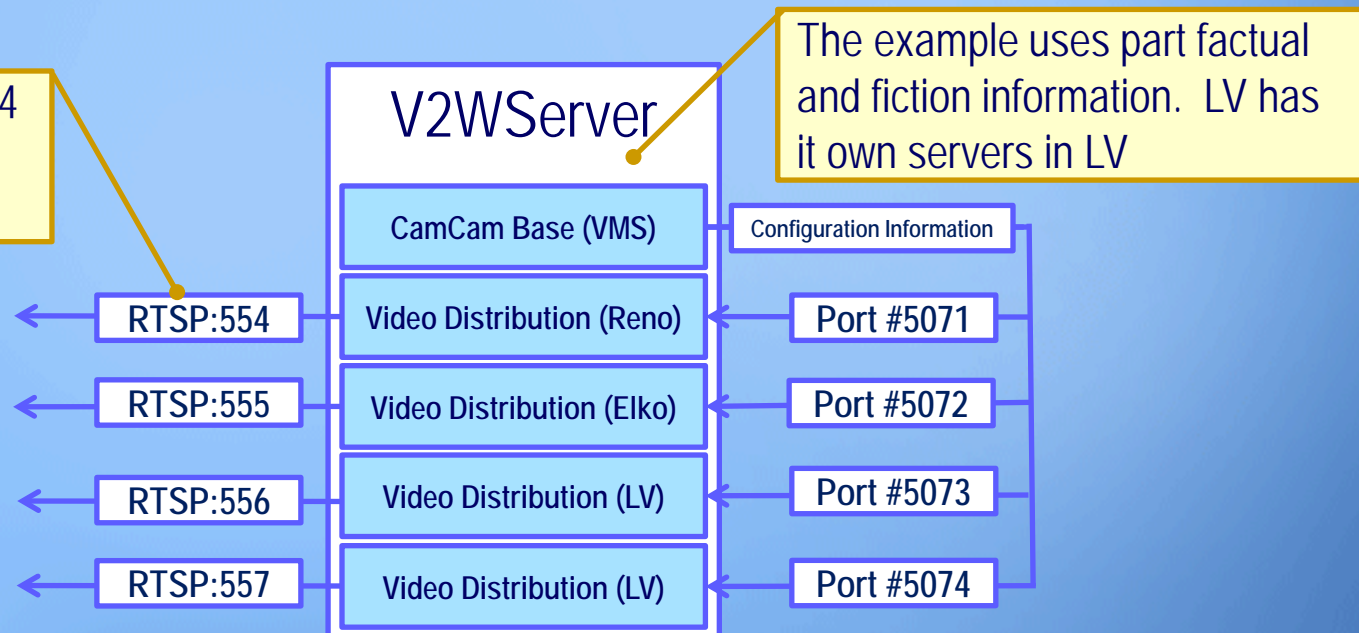 4
The example uses part factual
and fiction information. LV has
it own servers in LV
V2WServer
CamCam Base (VMS)
Configuration Information
RTSP:554
Video Distribution (Reno)
Port #5071
RTSP:555
Video Distribution (Elko)
Port #5072
RTSP:556
Video Distribution (LV)
Port #5073
RTSP:557
Video Distribution (LV)
Port #5074